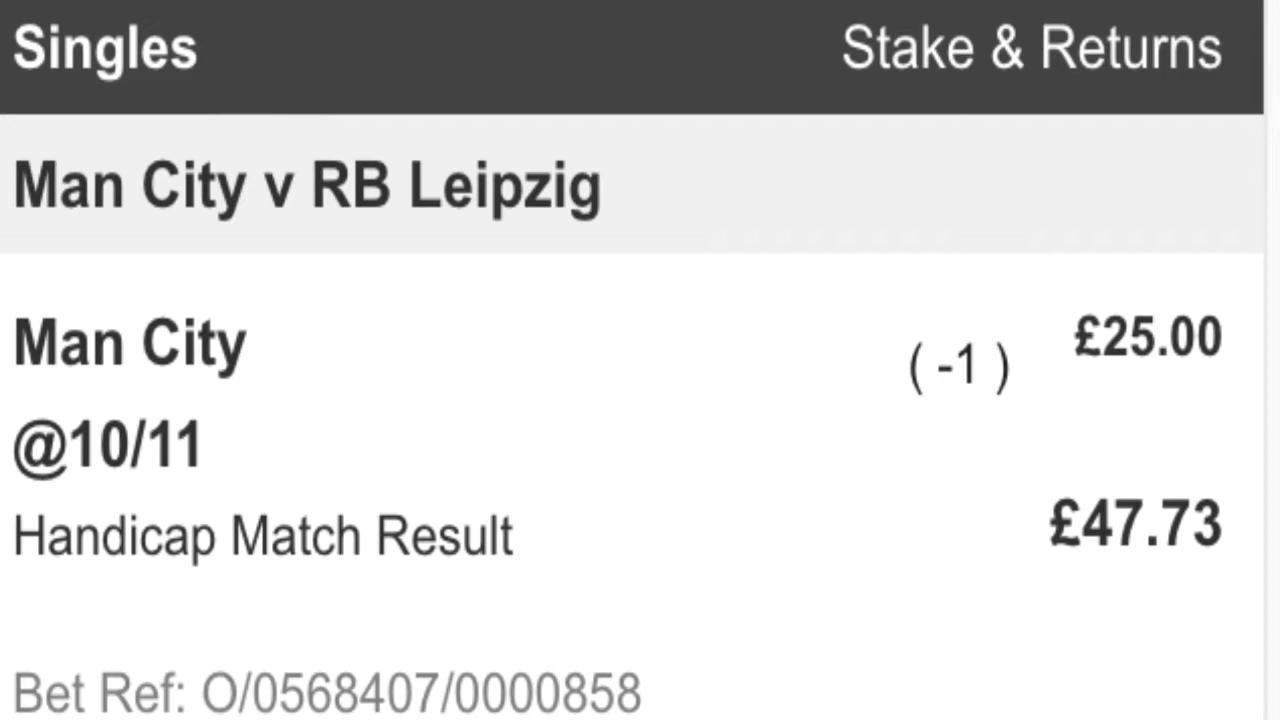 Singles Stake & Returns
Man City v RB Leipzig
Man City ( -1 ) £25.00
@10/11
Handicap Match Result £47.73
Bet Ref: O/0568407/0000858